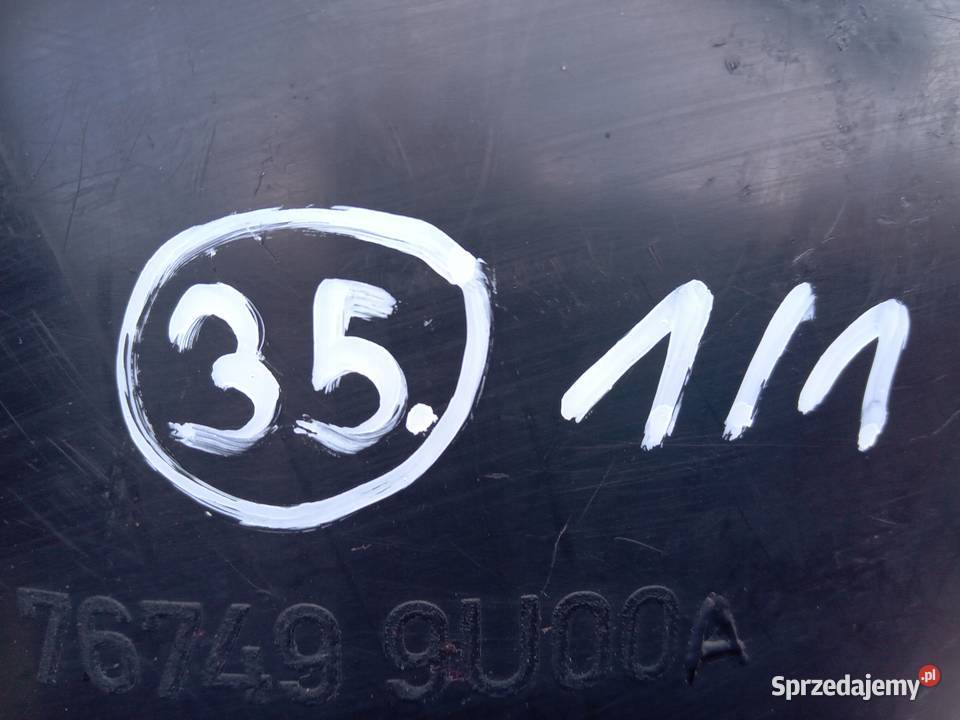 35. 1/1
76749 9U00A
Sprzedajemy.pl